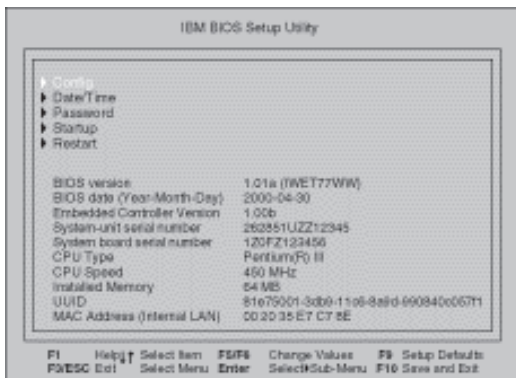 IBM BIOS Setup Utility
Config
Date/Time
Password
Startup
Restart
BIOS version 1.01a (IWET77WW)
BIOS date (Year-Month-Day) 2000-04-30
Embedded Controller Version 1.00b
System-unit serial number 262851UZZ12345
System board serial number 1Z0FZ123456
CPU Type Pentium(R) III
CPU Speed 450 MHz
Installed Memory 64 MB
UUID 81e75001-3db9-11d6-8a9d-990840c057f1
MAC Address (Internal LAN) 00 20 35 E7 C7 8E
F1 Help Select Item F5/F6 Change Values F9 Setup Defaults
F3/ESC Exit Select Menu Enter Select Sub-Menu F10 Save and Exit